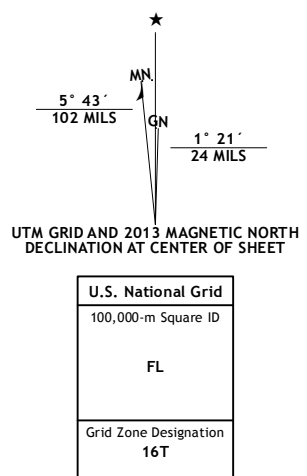 ★
MN.
5° 43´
102 MILS
GN
1° 21´
24 MILS
UTM GRID AND 2013 MAGNETIC NORTH
DECLINATION AT CENTER OF SHEET
U.S. National Grid
100,000-m Square ID
FL
Grid Zone Designation
16T